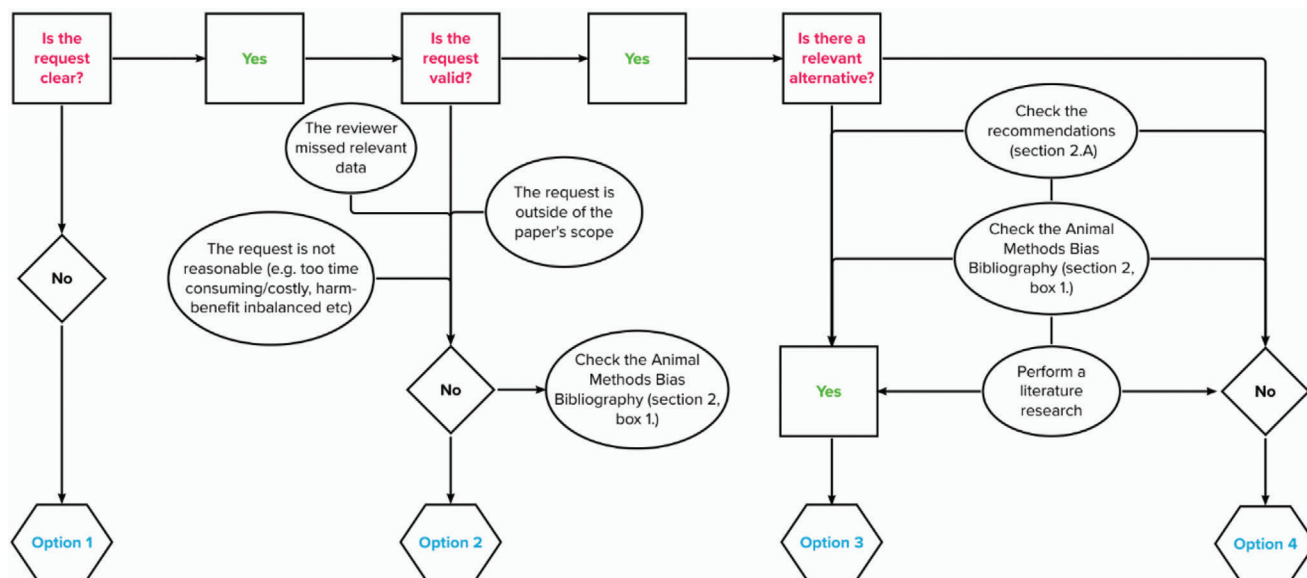 Is the
request
clear?
Yes
Is the
request
valid?
Yes
Is there a
relevant
alternative?
The reviewer
missed relevant
data
Check the
recommendations
(section 2.A)
The request is
outside of the
paper's scope
The request is not
reasonable (e.g. too time
consuming/costly, harm-
benefit inbalanced etc)
No
Check the Animal
Methods Bias
Bibliography (section 2,
box 1.)
No
Check the Animal
Methods Bias
Bibliography (section 2,
box 1.)
Yes
Perform a
literature
research
No
Option 1
Option 2
Option 3
Option 4